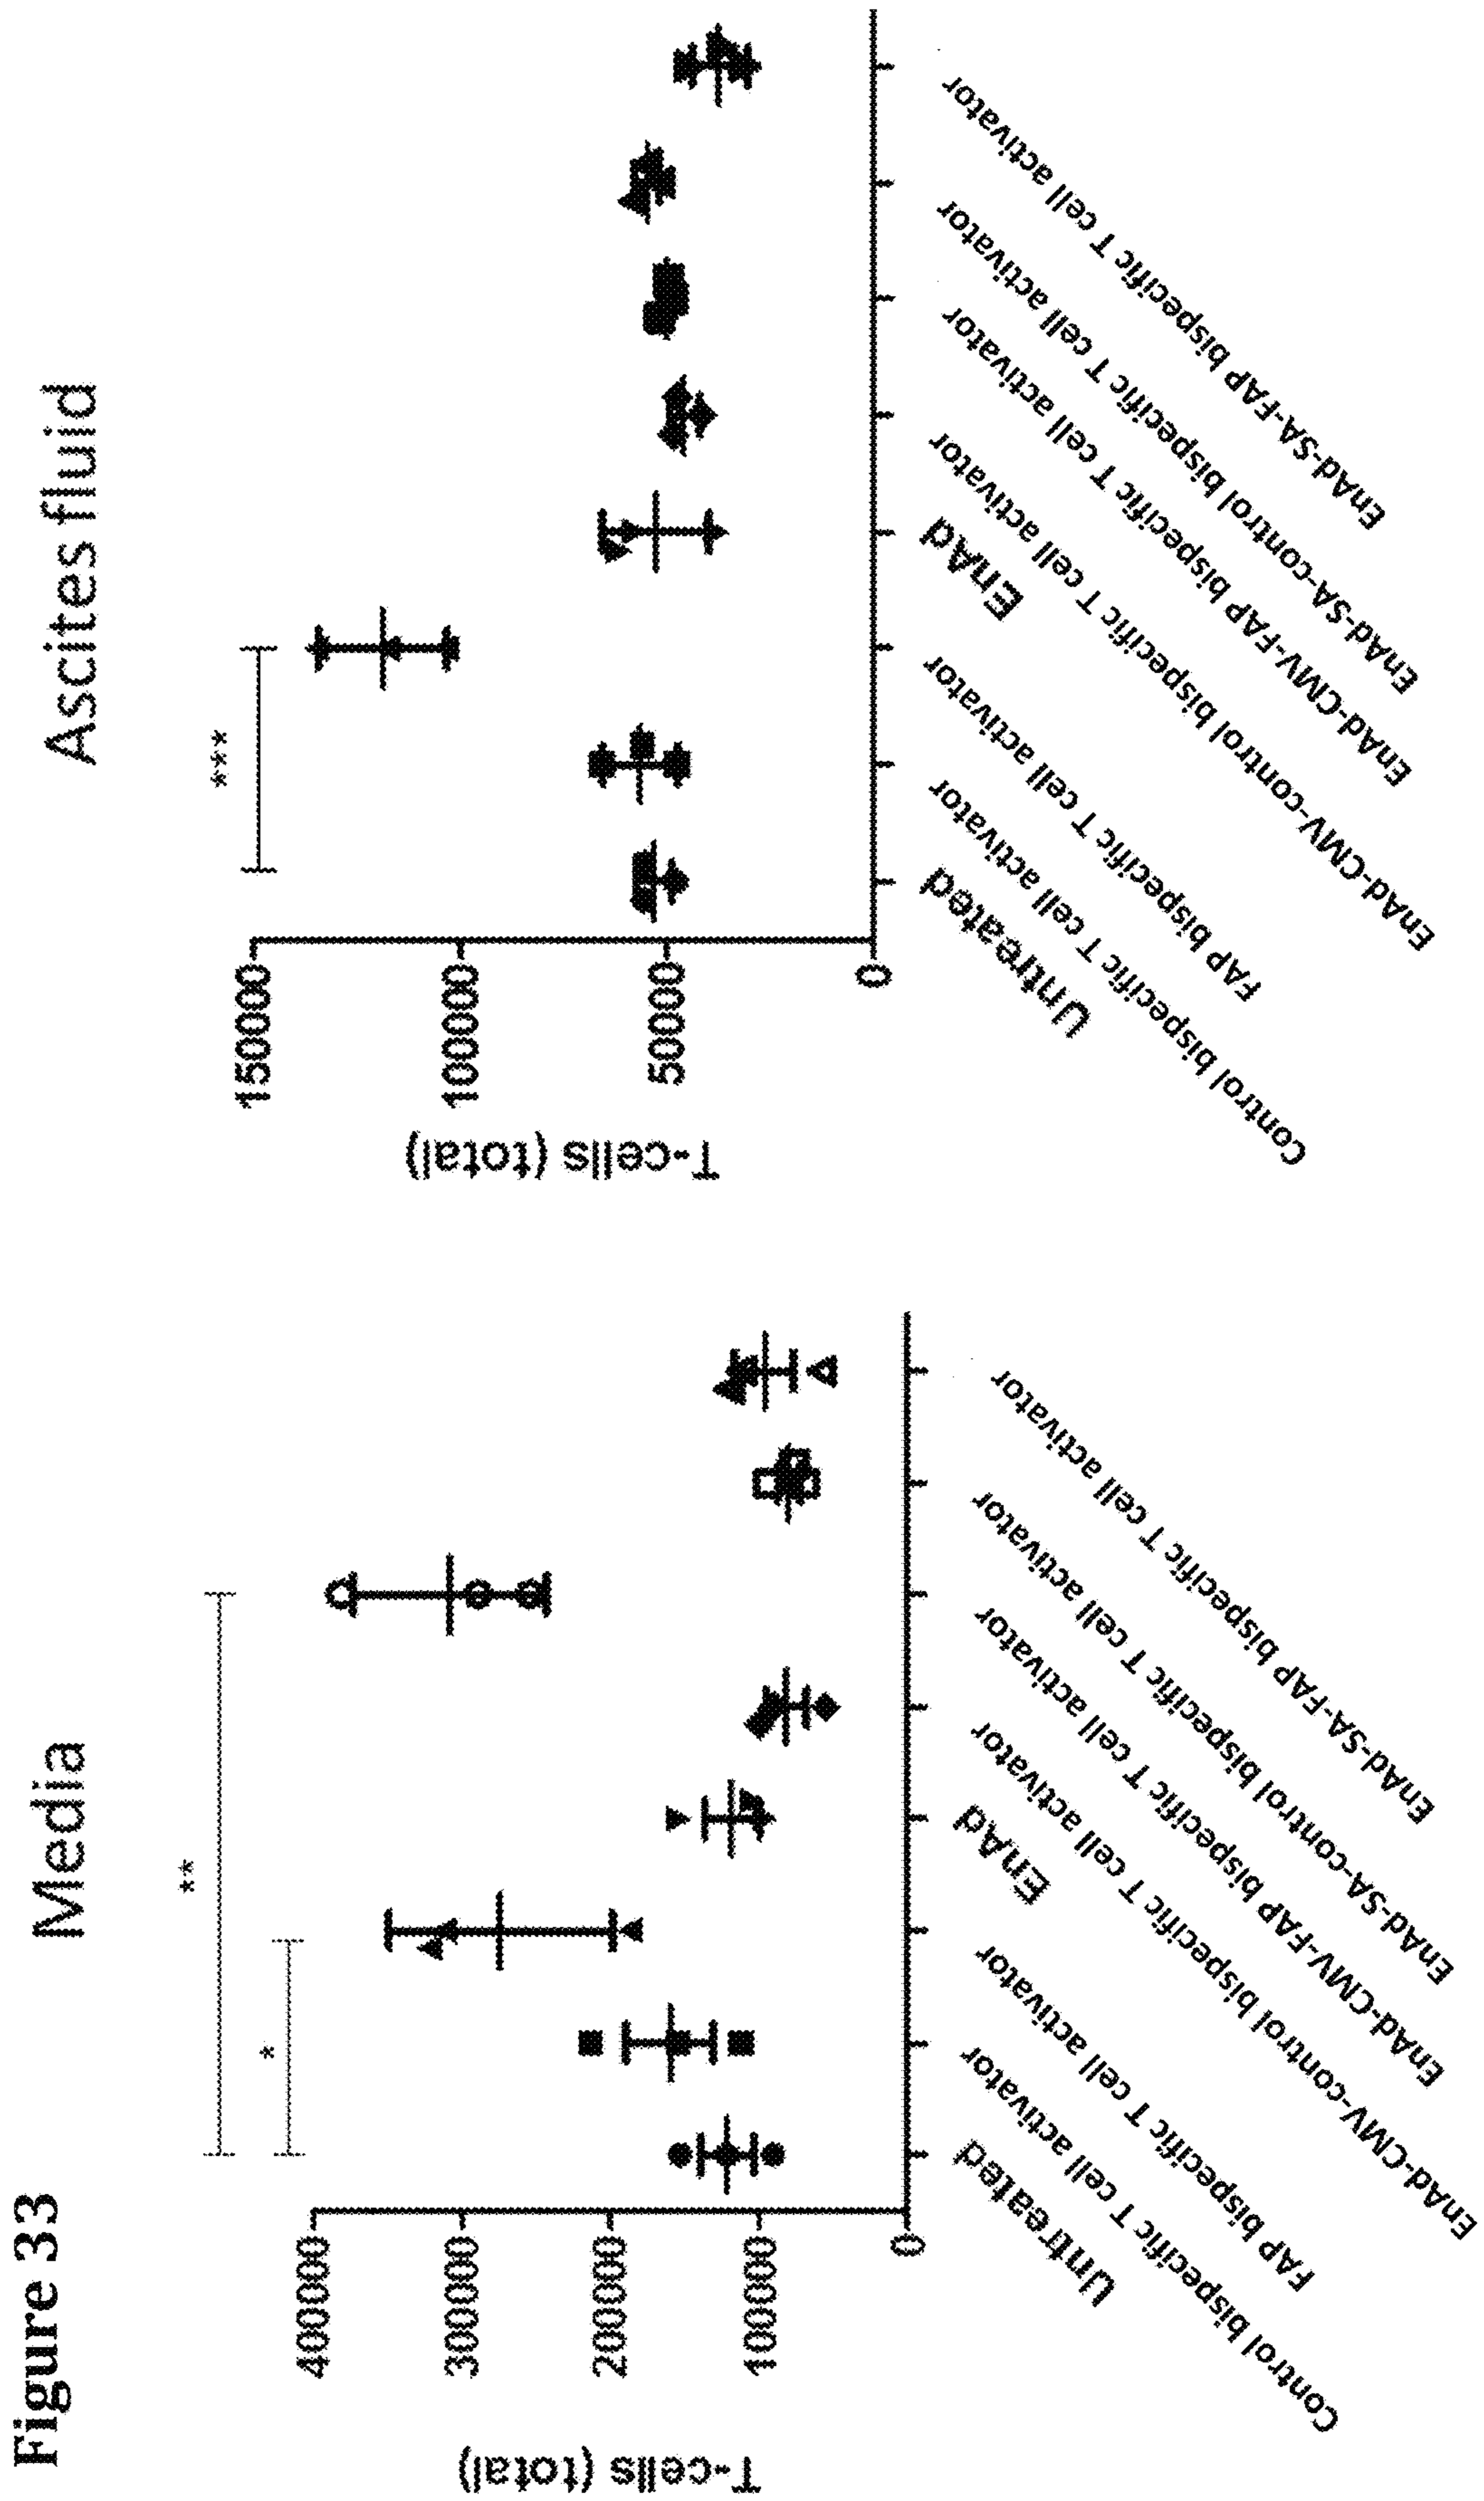 Figure 33
Media
T-cells (total)
40000
30000
20000
10000
0
*
**
Untreated
Control bispecific T cell activator
FAP bispecific T cell activator
EnAd
EnAd-CMV-control bispecific T cell activator
EnAd-CMV-FAP bispecific T cell activator
EnAd-SA-control bispecific T cell activator
EnAd-SA-FAP bispecific T cell activator
Ascites fluid
T-cells (total)
150000
100000
50000
0
***
Untreated
Control bispecific T cell activator
FAP bispecific T cell activator
EnAd
EnAd-CMV-control bispecific T cell activator
EnAd-CMV-FAP bispecific T cell activator
EnAd-SA-control bispecific T cell activator
EnAd-SA-FAP bispecific T cell activator